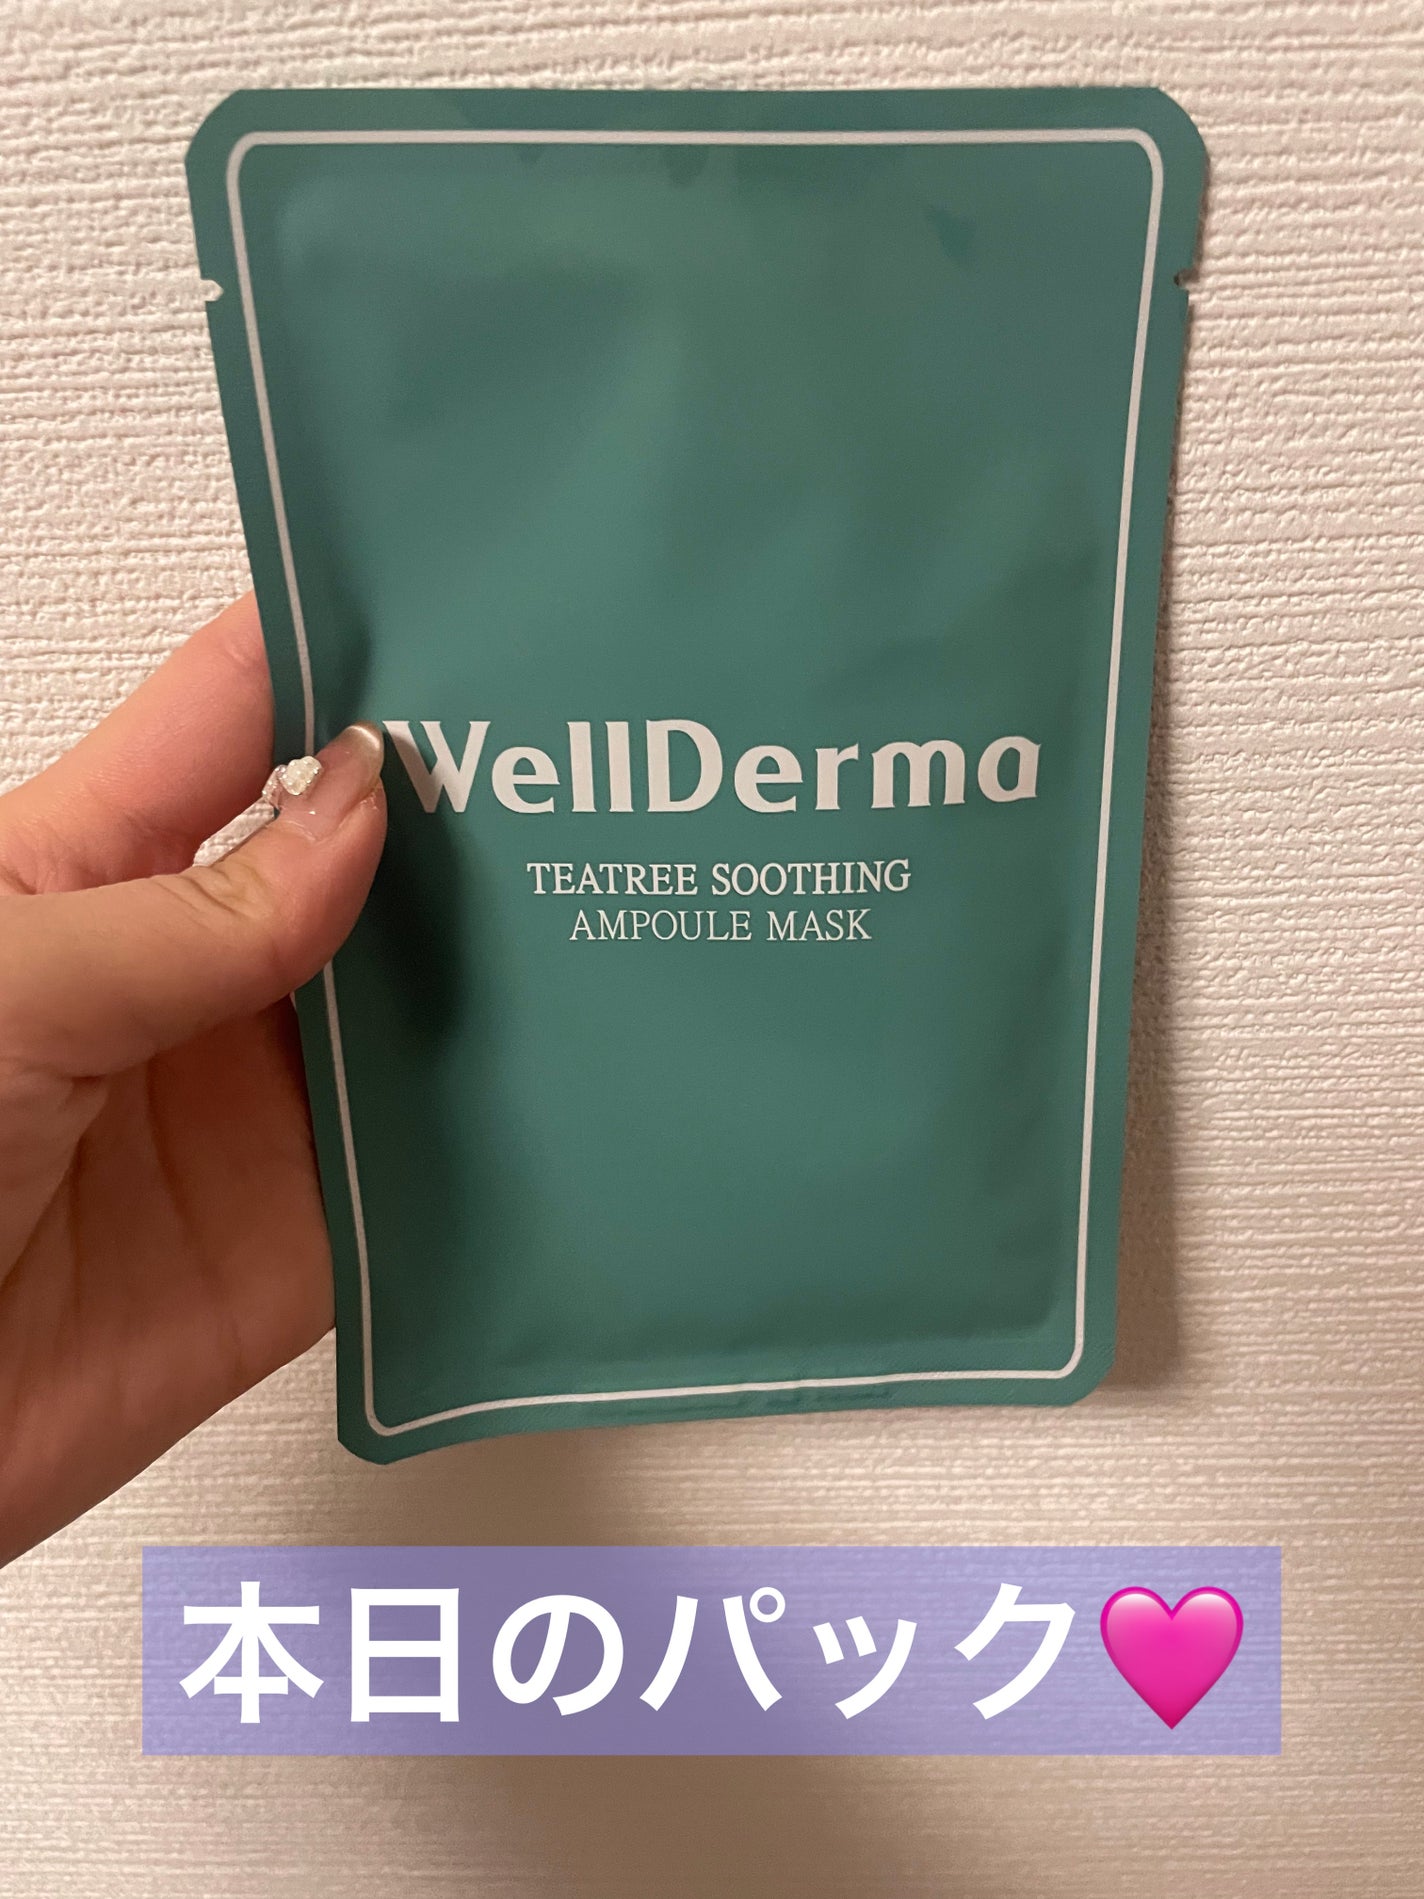 WellDerma
TEATREE SOOTHING
AMPOULE MASK
本日のパック🩷